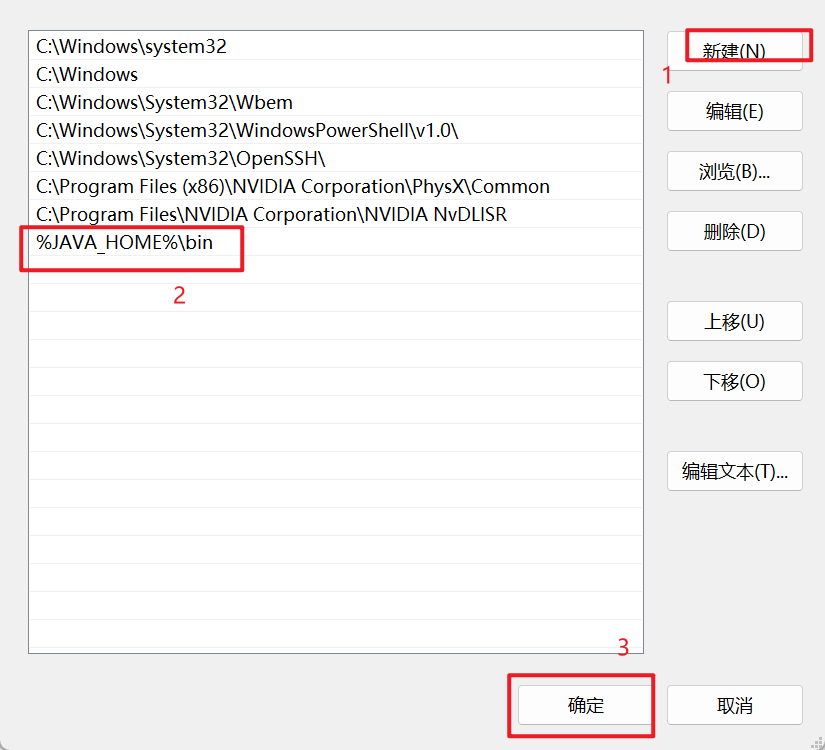 C:\Windows\system32
C:\Windows
C:\Windows\System32\Wbem
C:\Windows\System32\WindowsPowerShell\v1.0\
C:\Windows\System32\OpenSSH\
C:\Program Files (x86)\NVIDIA Corporation\PhysX\Common
C:\Program Files\NVIDIA Corporation\NVIDIA NvDLISR
%JAVA_HOME%\bin
2
1
新建(N)
编辑(E)
浏览(B)...
删除(D)
上移(U)
下移(O)
编辑文本(T)...
3
确定
取消